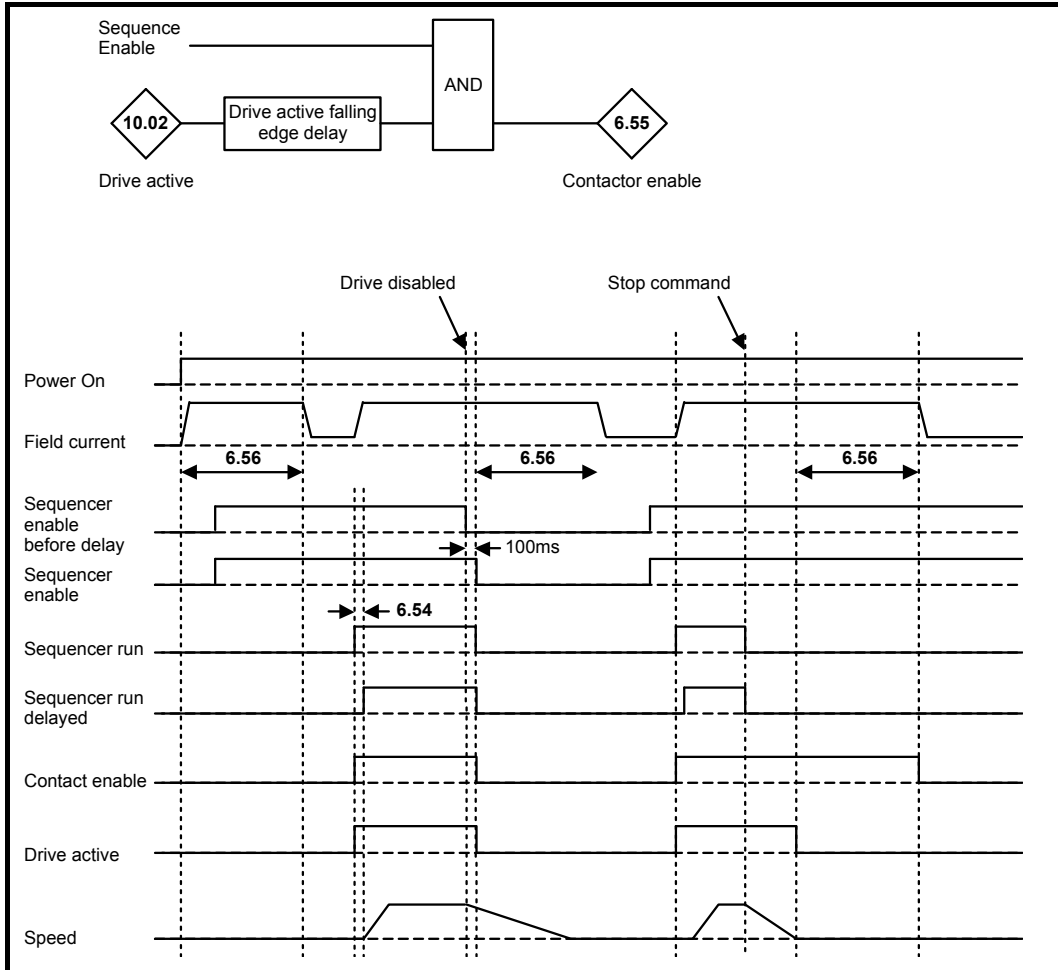 Sequence
Enable
AND
10.02
Drive active falling
edge delay
6.55
Drive active
Contactor enable
Drive disabled
Stop command
Power On
Field current
6.56
6.56
6.56
Sequencer
enable
before delay
100ms
Sequencer
enable
6.54
Sequencer run
Sequencer run
delayed
Contact enable
Drive active
Speed